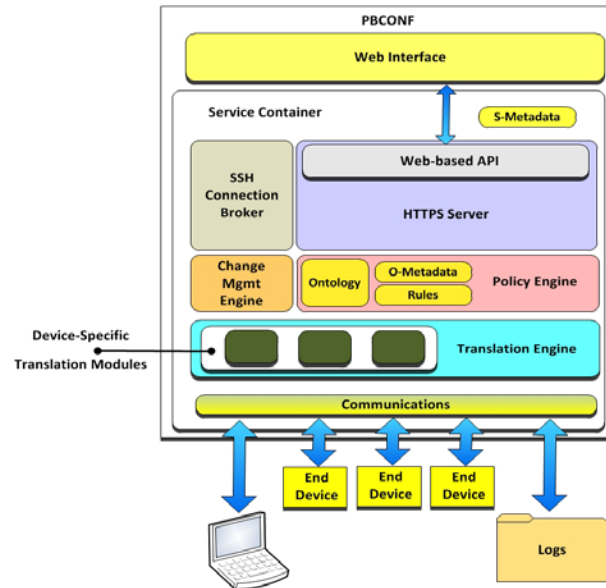 PBCONF
Web Interface
Service Container
S-Metadata
Web-based API
SSH
Connection
Broker
HTTPS Server
Change
Mgmt
Engine
Ontology
O-Metadata
Rules
Policy Engine
Device-Specific
Translation Modules
Translation Engine
Communications
End
Device
End
Device
End
Device
Logs